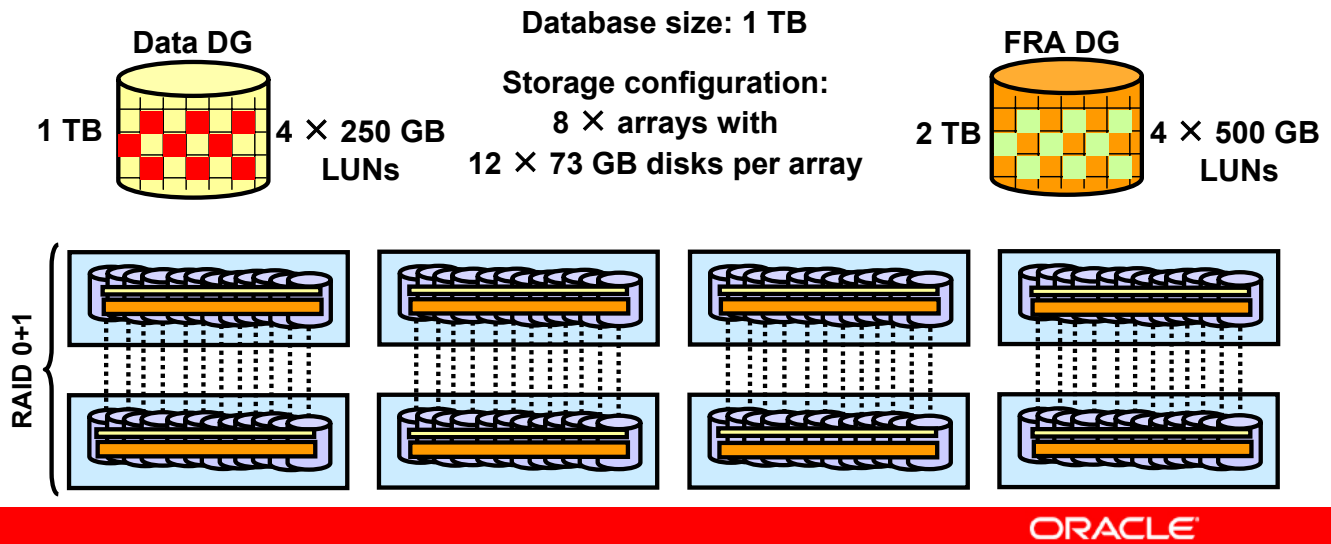 Database size: 1 TB
Data DG
FRA DG
Storage configuration:
8 × arrays with
12 × 73 GB disks per array
1 TB
4 × 250 GB
LUNs
2 TB
4 × 500 GB
LUNs
RAID 0+1
ORACLE